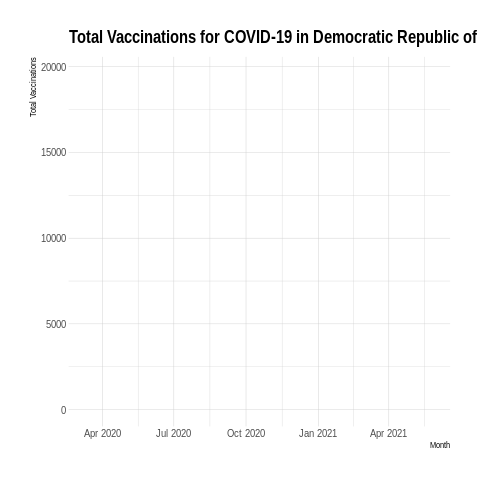 Total Vaccinations for COVID-19 in Democratic Republic of
Total Vaccinations
20000
15000
10000
5000
0
Apr 2020
Jul 2020
Oct 2020
Jan 2021
Apr 2021
Month